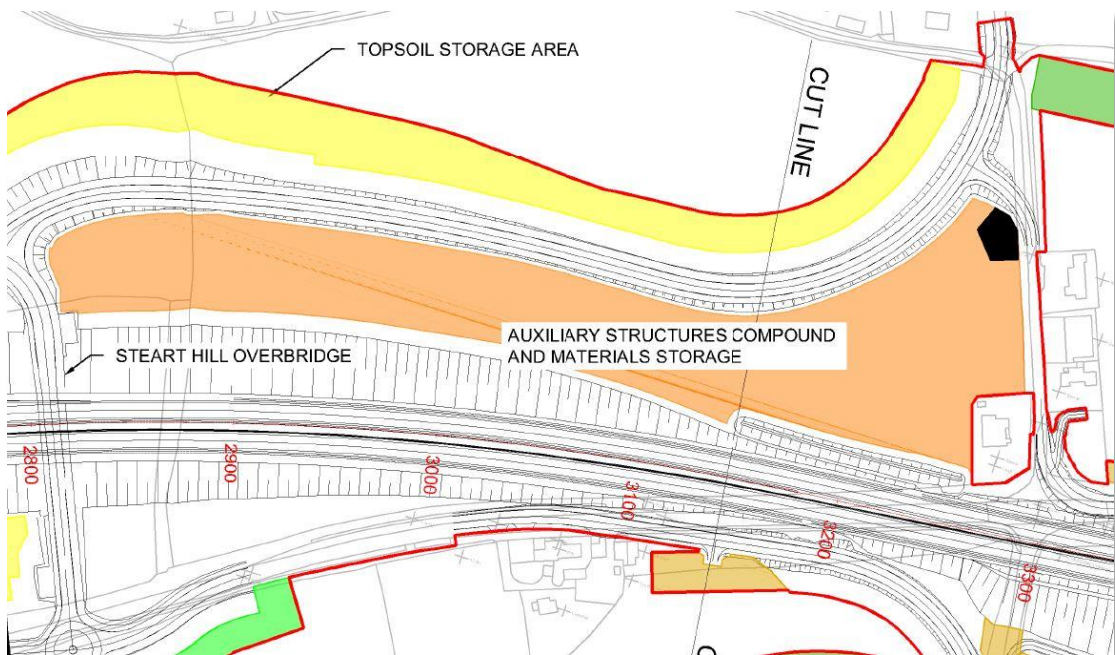 TOPSOIL STORAGE AREA
CUT LINE
AUXILIARY STRUCTURES COMPOUND
AND MATERIALS STORAGE
STEART HILL OVERBRIDGE
2800
2900
3000
3100
3200
3300